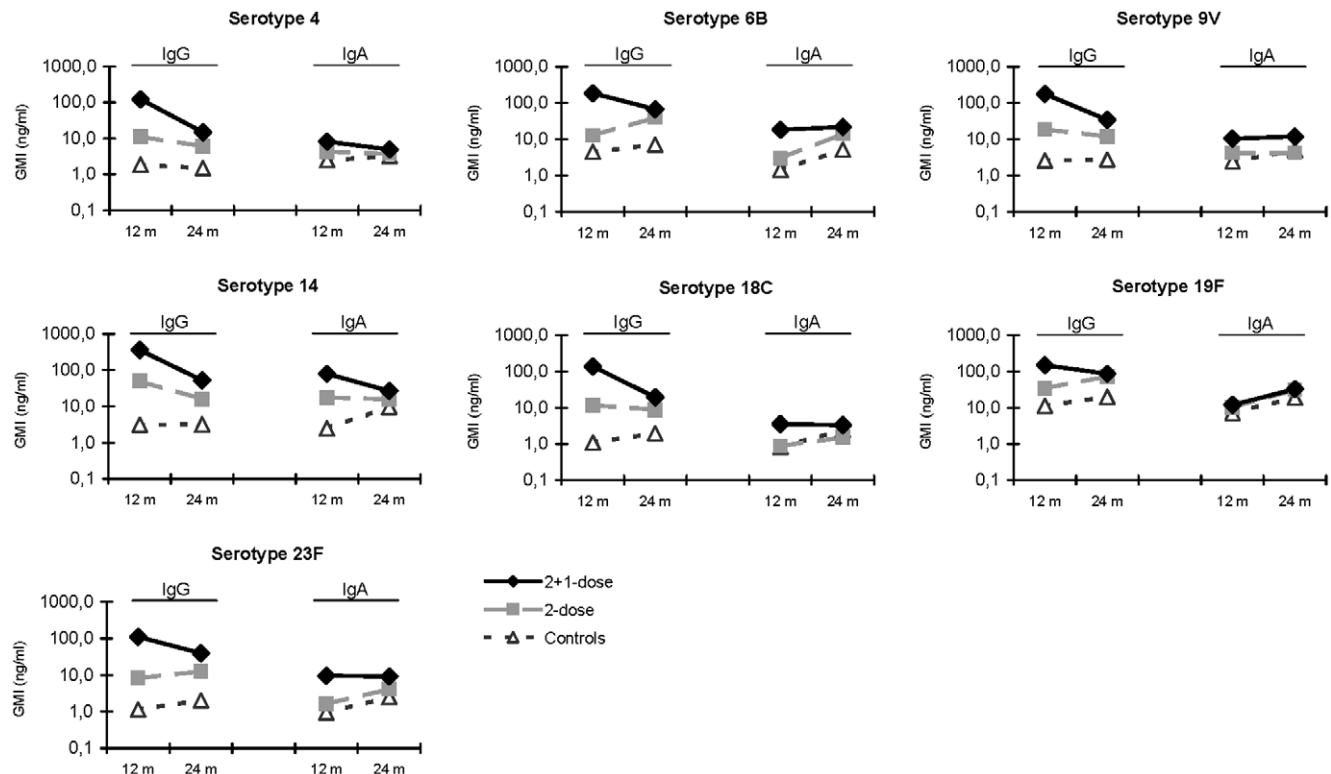 Serotype 4
IgG IgA
GMI (ng/ml)
1000,0
100,0
10,0
1,0
0,1
12 m 24 m 12 m 24 m
Serotype 6B
IgG IgA
GMI (ng/ml)
1000,0
100,0
10,0
1,0
0,1
12 m 24 m 12 m 24 m
Serotype 9V
IgG IgA
GMI (ng/ml)
1000,0
100,0
10,0
1,0
0,1
12 m 24 m 12 m 24 m
Serotype 14
IgG IgA
GMI (ng/ml)
1000,0
100,0
10,0
1,0
0,1
12 m 24 m 12 m 24 m
Serotype 18C
IgG IgA
GMI (ng/ml)
1000,0
100,0
10,0
1,0
0,1
12 m 24 m 12 m 24 m
Serotype 19F
IgG IgA
GMI (ng/ml)
1000,0
100,0
10,0
1,0
0,1
12 m 24 m 12 m 24 m
Serotype 23F
IgG IgA
GMI (ng/ml)
1000,0
100,0
10,0
1,0
0,1
12 m 24 m 12 m 24 m
2+1-dose
2-dose
Controls